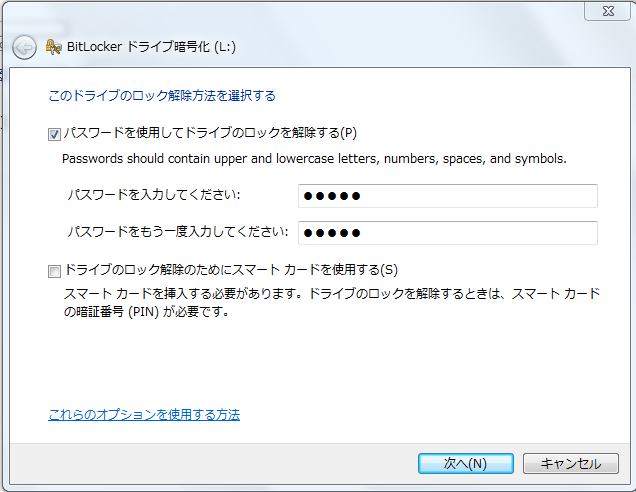 BitLocker ドライブ暗号化 (L:)
このドライブのロック解除方法を選択する
パスワードを使用してドライブのロックを解除する(P)
Passwords should contain upper and lowercase letters, numbers, spaces, and symbols.
パスワードを入力してください: ●●●●●
パスワードをもう一度入力してください: ●●●●●
ドライブのロック解除のためにスマート カードを使用する(S)
スマート カードを挿入する必要があります。ドライブのロックを解除するときは、スマート カード
の暗証番号 (PIN) が必要です。
これらのオプションを使用する方法
次へ(N) キャンセル